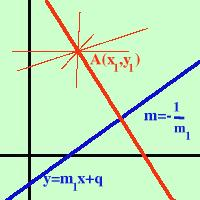 A(x₁,y₁)
m=-1/m₁
y=m₁x+q